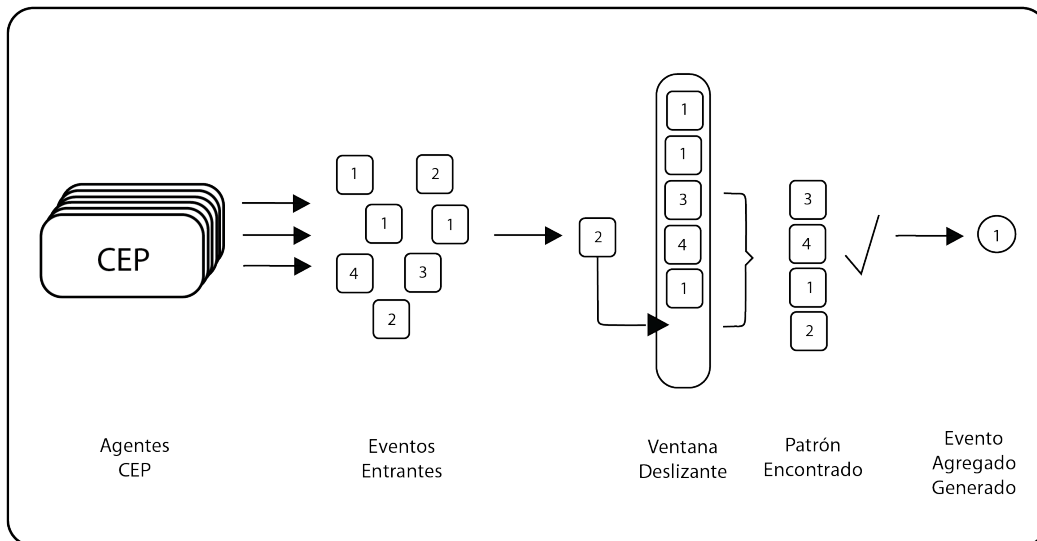 CEP
1
2
1
1
4
3
2
2
1
1
3
4
1
3
4
1
2
1
Agentes
CEP
Eventos
Entrantes
Ventana
Deslizante
Patrón
Encontrado
Evento
Agregado
Generado